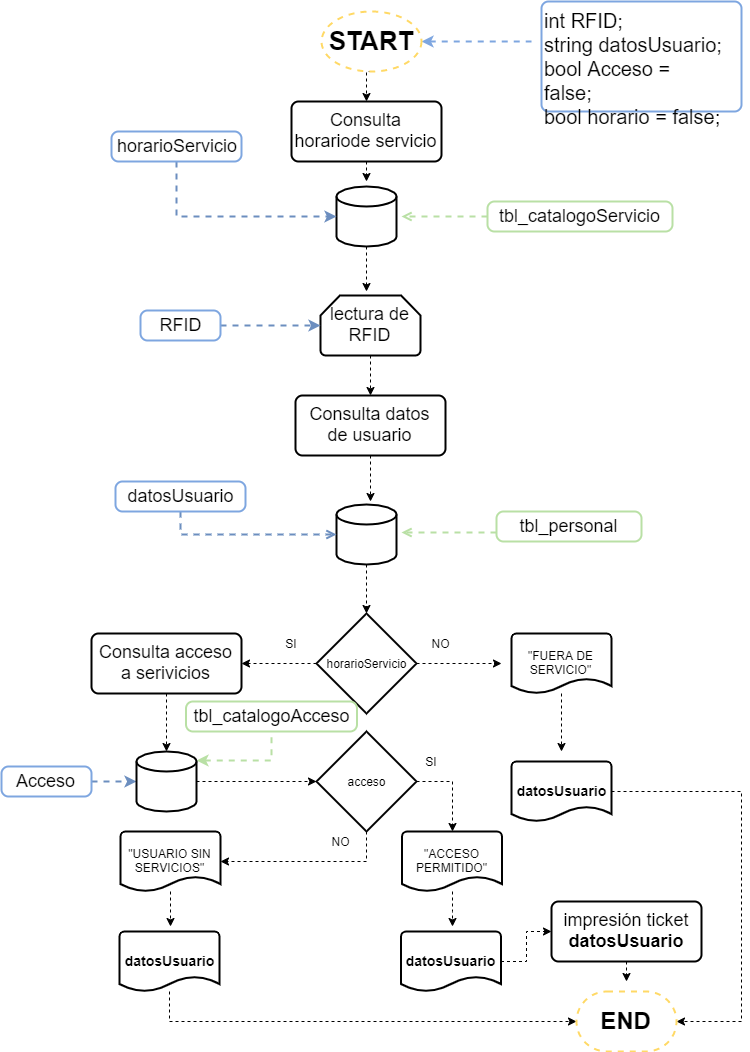 START
int RFID;
string datosUsuario;
bool Acceso =
false;
bool horario = false;
Consulta
horariode servicio
horarioServicio
tbl_catalogoServicio
RFID
lectura de
RFID
Consulta datos
de usuario
datosUsuario
tbl_personal
Consulta acceso
a serivicios
SI
horarioServicio
NO
"FUERA DE
SERVICIO"
tbl_catalogoAcceso
Acceso
acceso
SI
datosUsuario
NO
"USUARIO SIN
SERVICIOS"
"ACCESO
PERMITIDO"
datosUsuario
datosUsuario
impresión ticket
datosUsuario
END